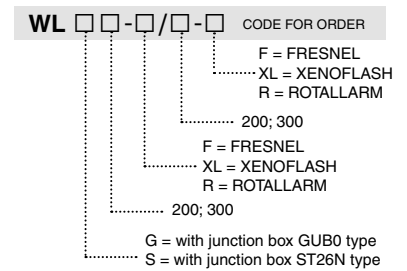 WL □ □-□/□-□ CODE FOR ORDER
F = FRESNEL
XL = XENOFLASH
R = ROTALLARM
200; 300
F = FRESNEL
XL = XENOFLASH
R = ROTALLARM
200; 300
G = with junction box GUB0 type
S = with junction box ST26N type